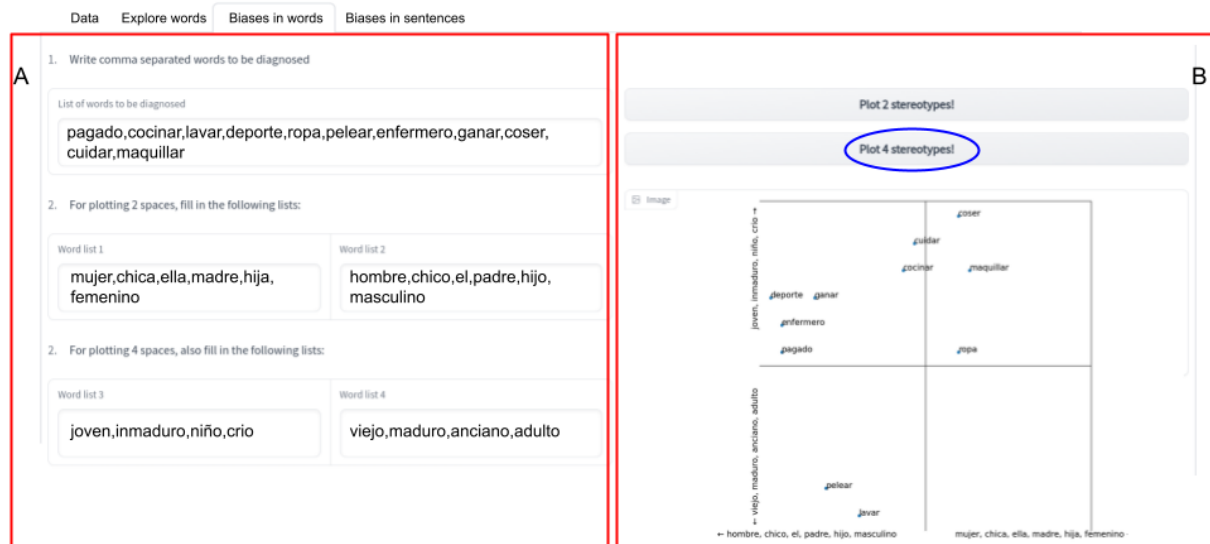 Data Explore words Biases in words Biases in sentences
A
1. Write comma separated words to be diagnosed
List of words to be diagnosed
pagado,cocinar,lavar,deporte,ropa,pelear,enfermero,ganar,coser,
cuidar,maquillar
2. For plotting 2 spaces, fill in the following lists:
Word list 1
mujer,chica,ella,madre,hija,
femenino
Word list 2
hombre,chico,el,padre,hijo,
masculino
2. For plotting 4 spaces, also fill in the following lists:
Word list 3
joven,inmaduro,niño,crio
Word list 4
viejo,maduro,anciano,adulto
B
Plot 2 stereotypes!
Plot 4 stereotypes!
Image
joven, inmaduro, niño, crio →
← viejo, maduro, anciano, adulto
coser
cuidar
cocinar
maquillar
deporte
ganar
enfermero
pagado
ropa
pelear
lavar
← hombre, chico, el, padre, hijo, masculino
mujer, chica, ella, madre, hija, femenino